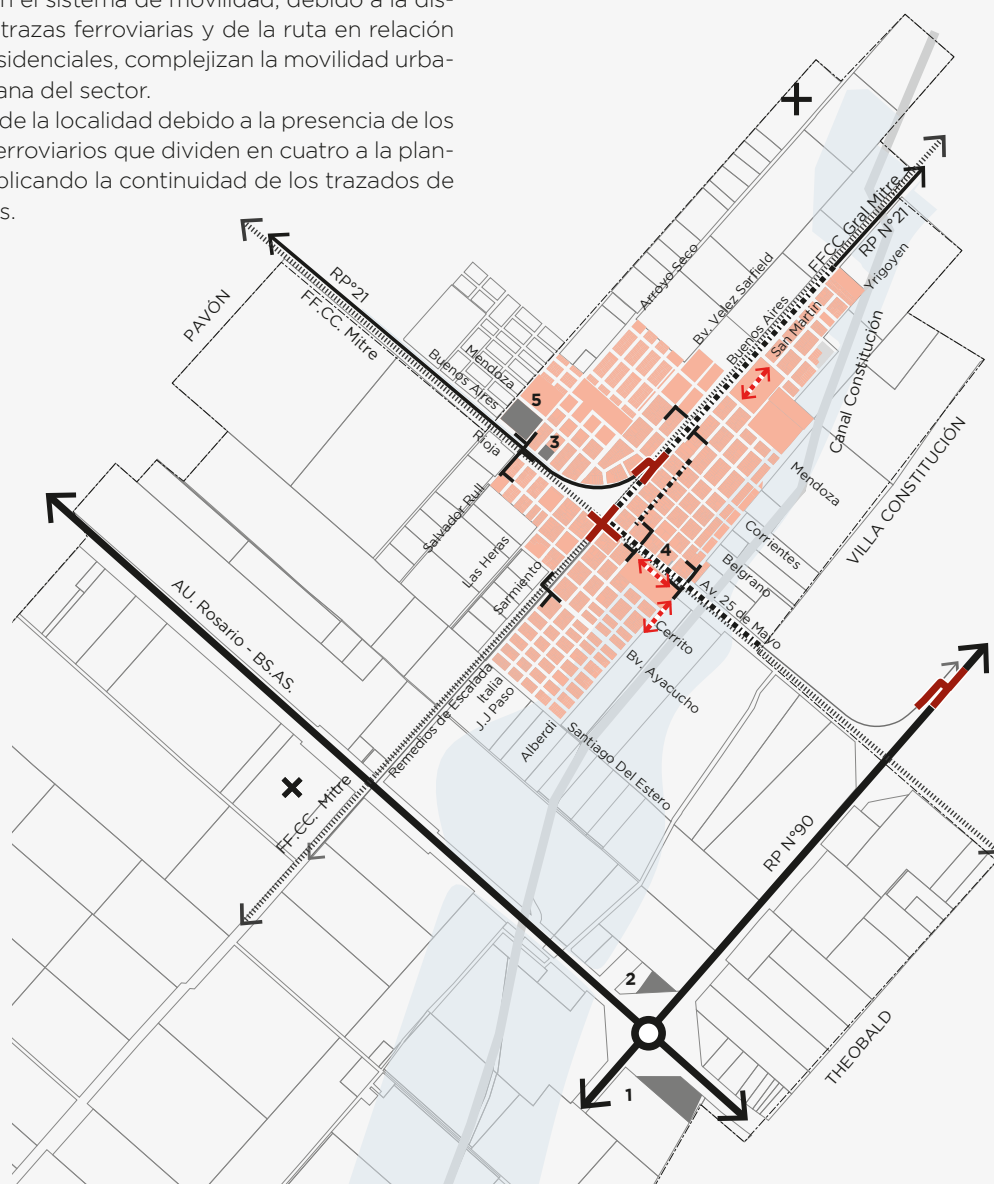 n el sistema de movilidad, debido a la dis-
trazas ferroviarias y de la ruta en relación
sidenciales, complejizan la movilidad urba-
ana del sector.
de la localidad debido a la presencia de los
erroviarios que dividen en cuatro a la plan-
plicando la continuidad de los trazados de
s.
FFCC Gral Mitre
RP N°21
Yrigoyen
Arroyo Seco
Bv. Velez Sarfield
Buenos Aires
San Martin
RP°21
FF.CC. Mitre
PAVÓN
Mendoza
Buenos Aires
5
3
Rioja
Canal Constitución
Mendoza
VILLA CONSTITUCIÓN
Salvador Rull
Las Heras
Sarmiento
4
Corrientes
Belgrano
Av. 25 de Mayo
Cerrito
Bv. Ayacucho
AU. Rosario - BS.AS.
Remedios de Escalada
Italia
J.J Paso
Alberdi
Santiago Del Estero
FF.CC. Mitre
RP N°90
2
1
THEOBALD